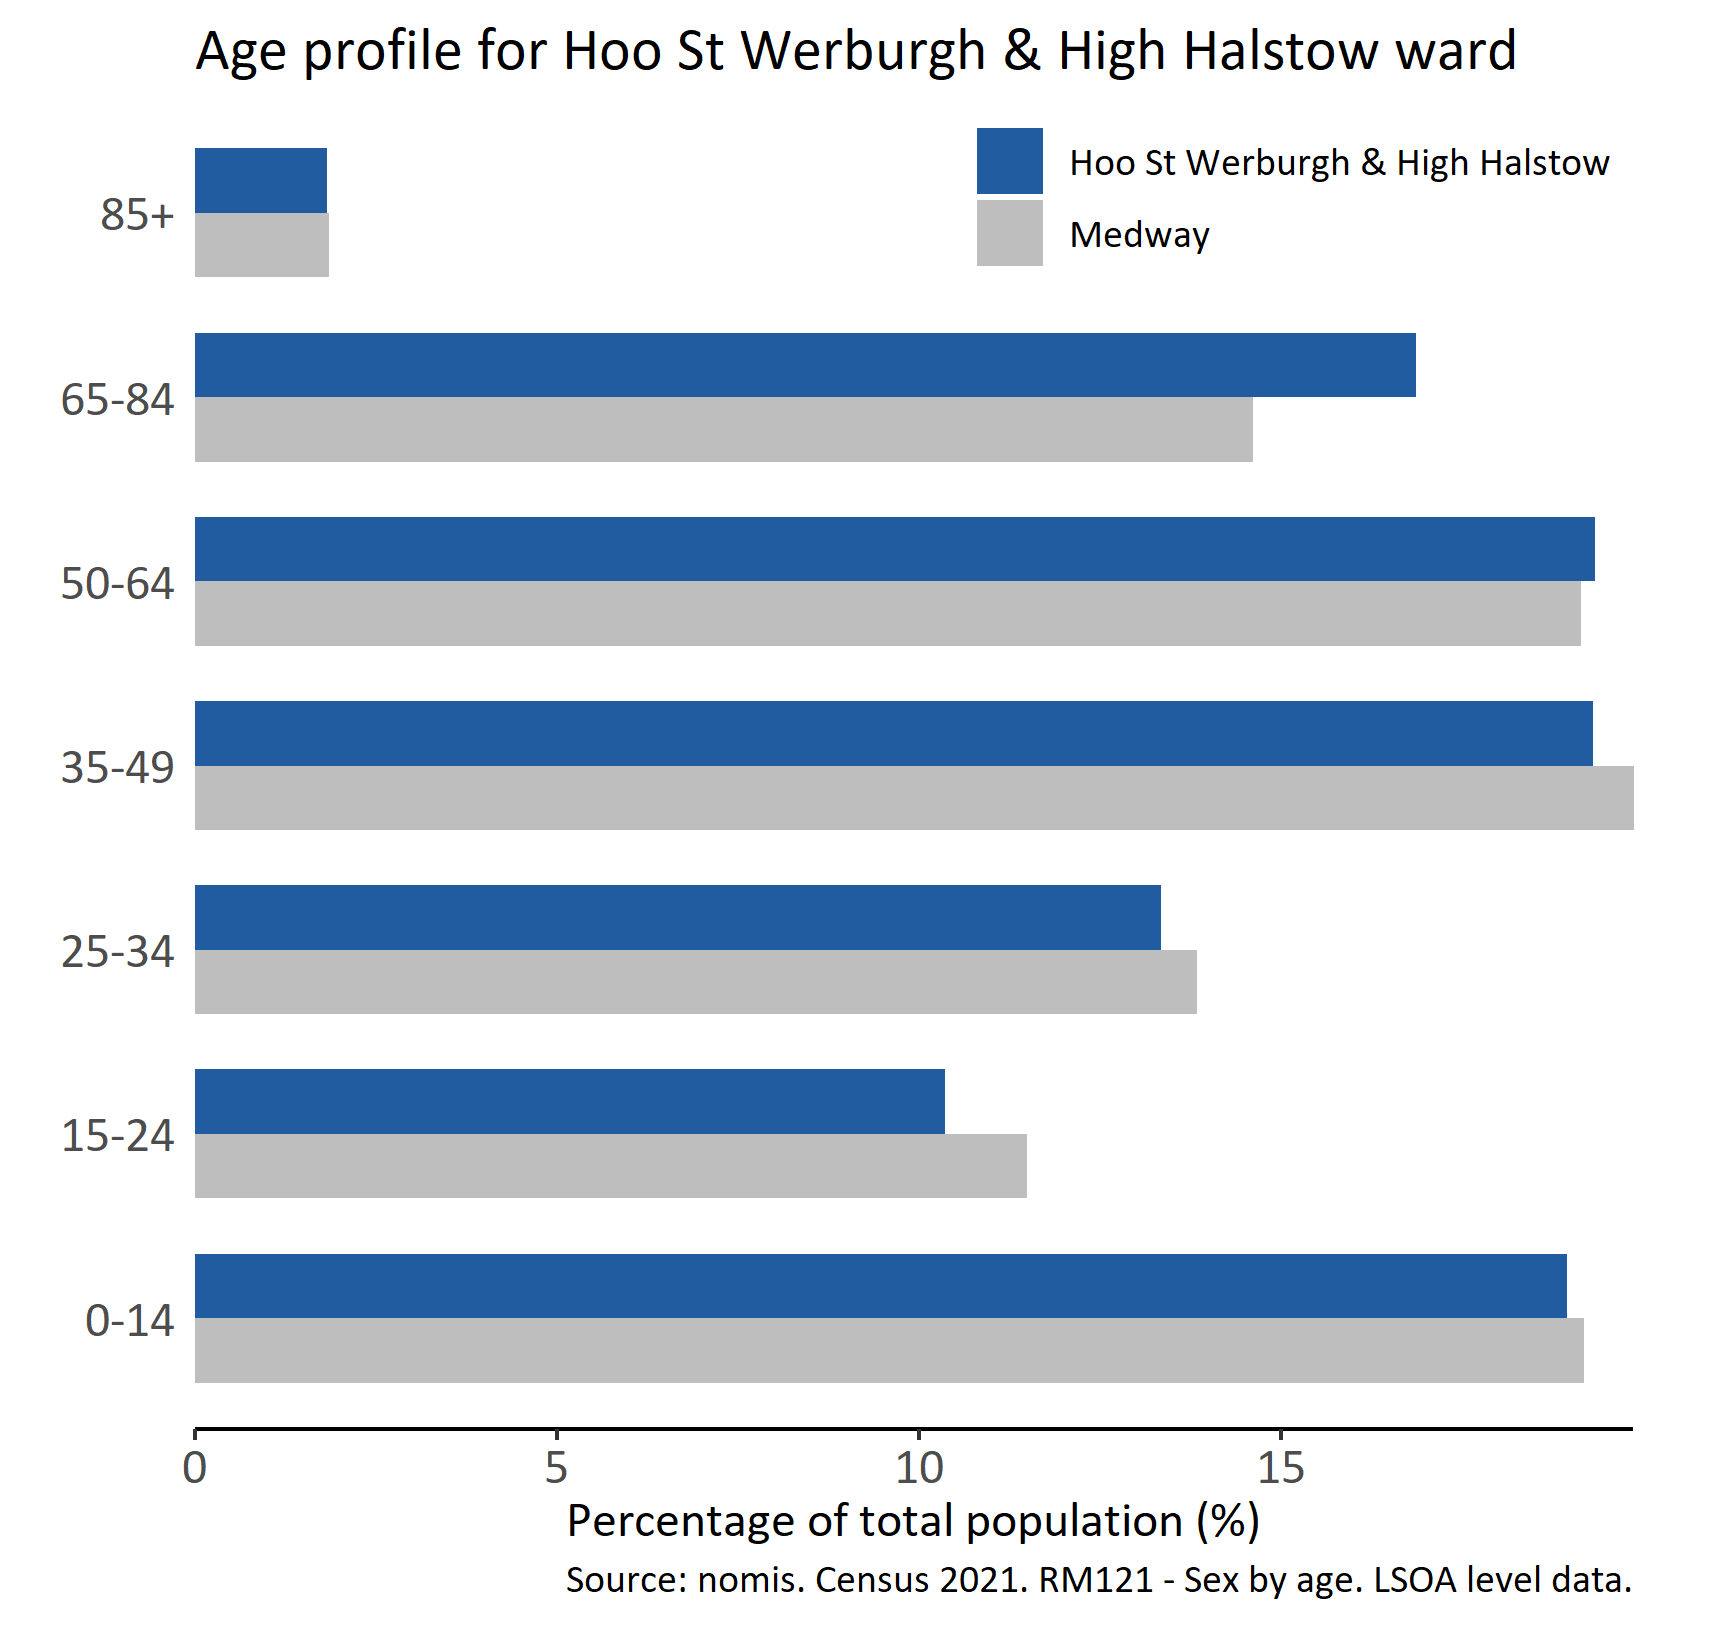 Age profile for Hoo St Werburgh & High Halstow ward
Hoo St Werburgh & High Halstow
Medway
85+
65-84
50-64
35-49
25-34
15-24
0-14
0 5 10 15
Percentage of total population (%)
Source: nomis. Census 2021. RM121 - Sex by age. LSOA level data.